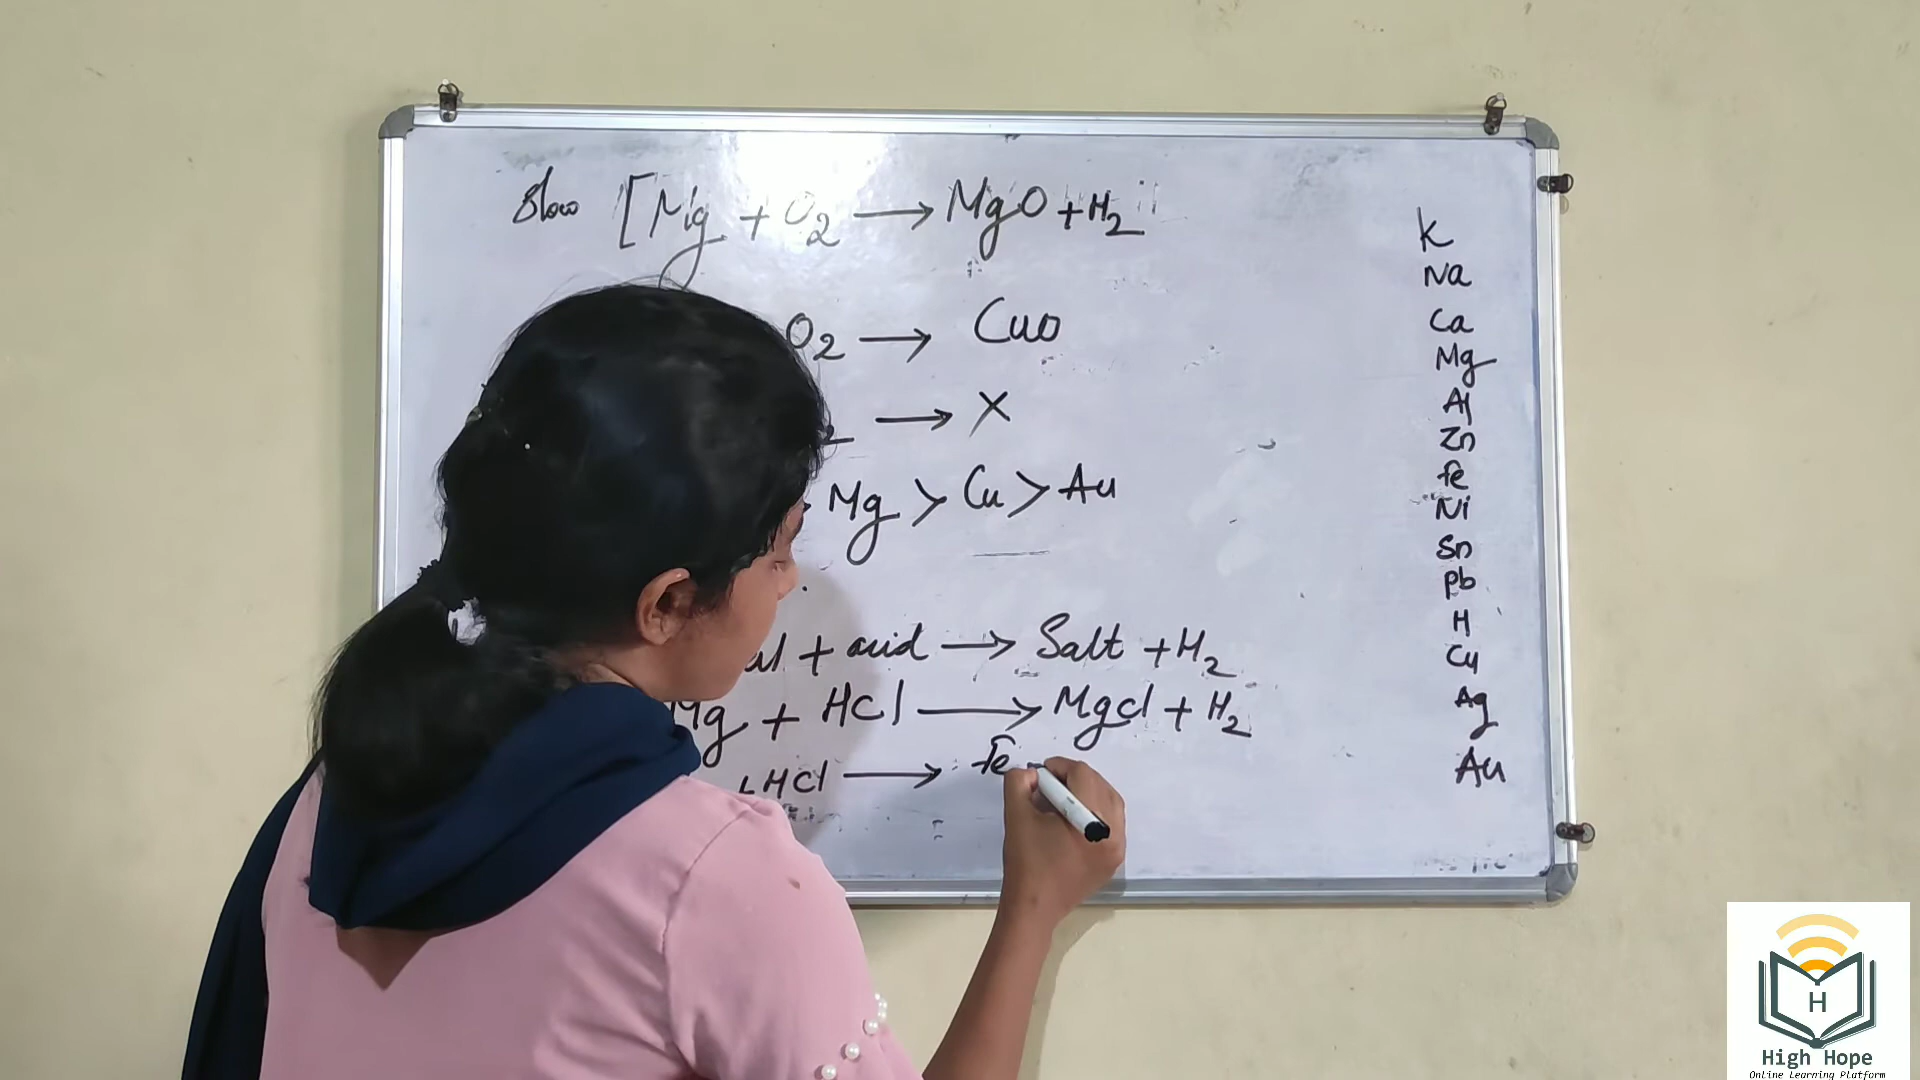 Slow [Mg + O2 → MgO + H2
O2 → CuO
2 → X
Mg > Cu > Au
+ acid → Salt + H2
Mg + HCl → Mgcl + H2
+ HCl → Fe
K
Na
Ca
Mg
Al
Zn
Fe
Ni
Sn
Pb
H
Cu
Ag
Au
H
High Hope
Online Learning Platform